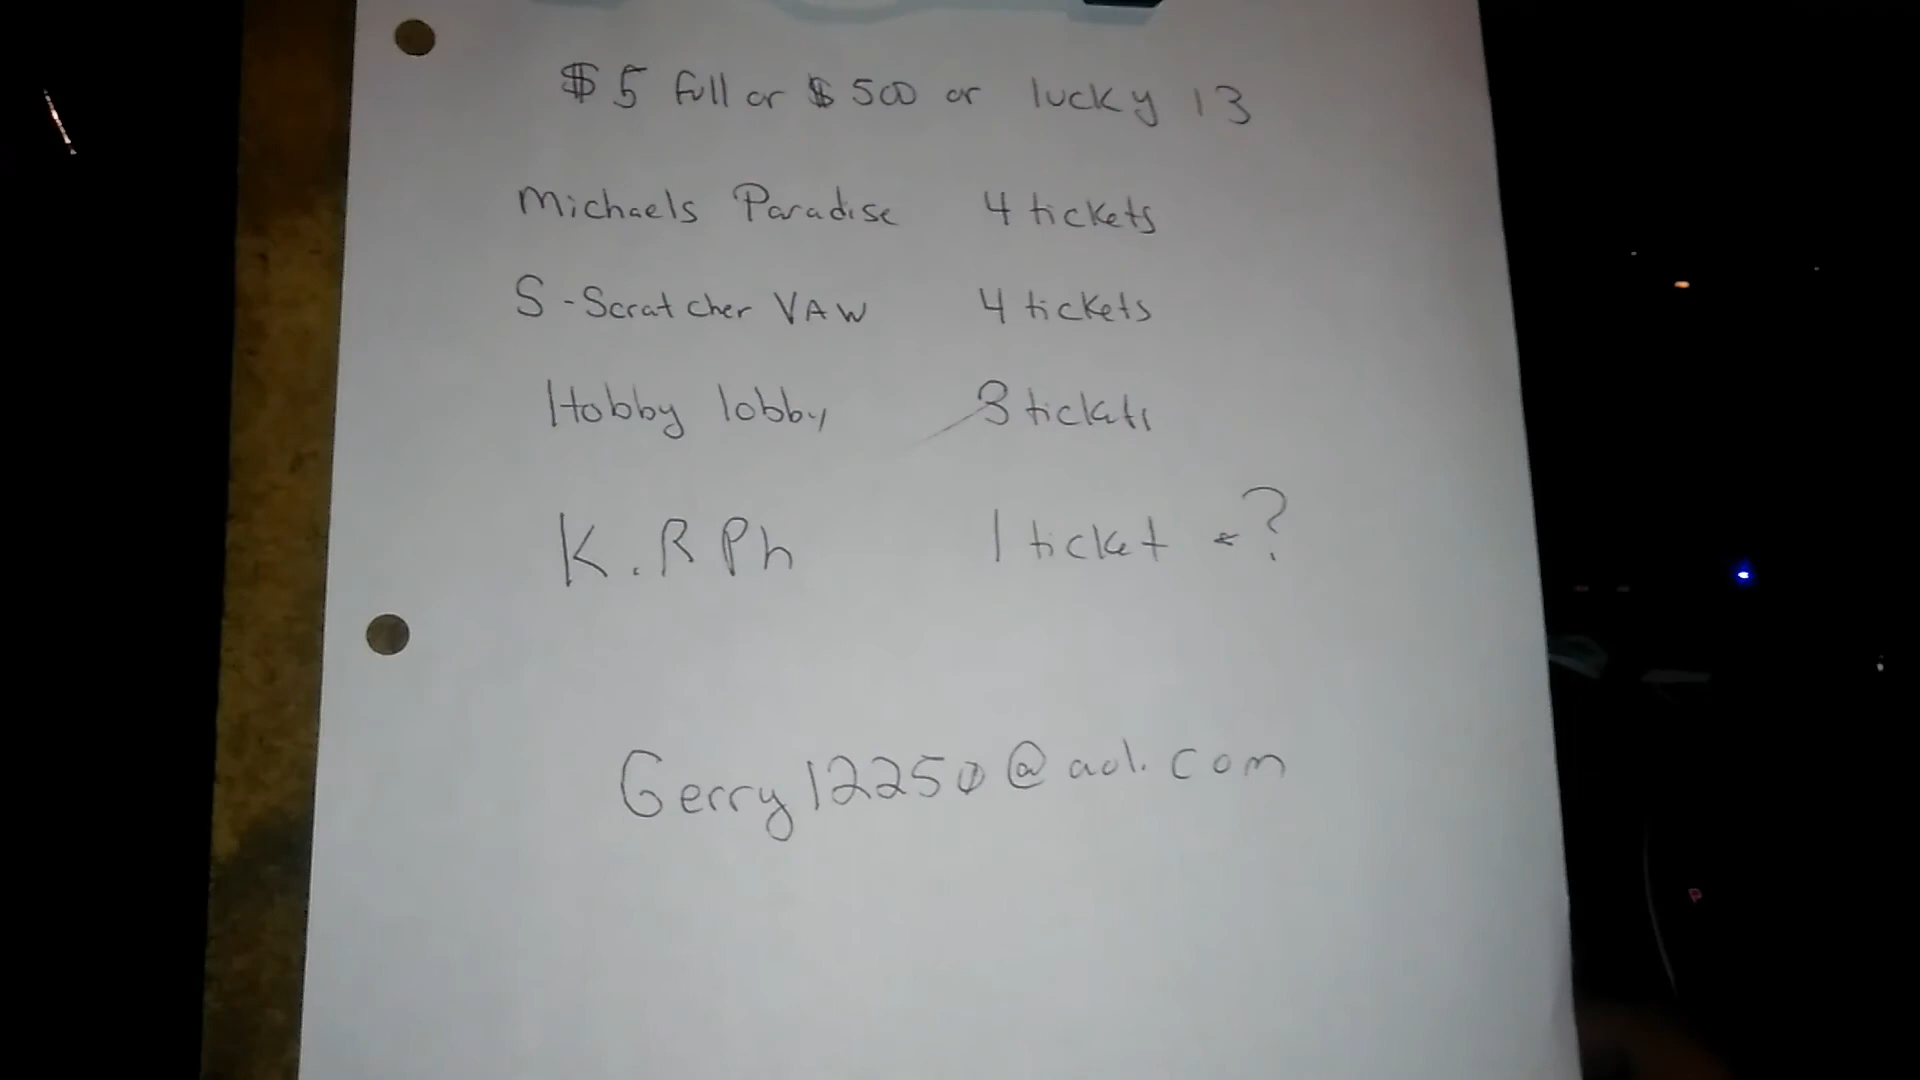 $5 full or $500 or lucky 13
Michaels Paradise 4 tickets
S-Scratcher VAW 4 tickets
Hobby lobby 3 tickets
K.RPh 1 ticket ?
Gerry12250@aol.com
P